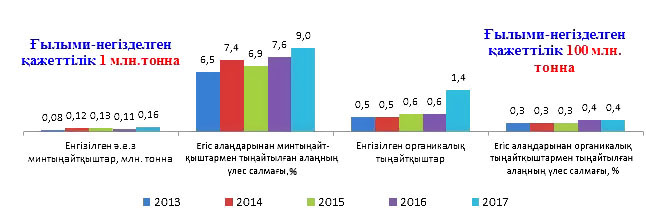 Ғылыми-негізделген
қажеттілік 1 млн.тонна
Ғылыми-негізделген
қажеттілік 100 млн.
тонна
0,08
0,12
0,13
0,11
0,16
6,5
7,4
6,9
7,6
9,0
0,5
0,5
0,6
0,6
1,4
0,3
0,3
0,3
0,4
0,4
Енгізілген ә.е.з
минтыңайтқыштар, млн. тонна
Егіс алаңдарынан минтыңайт-
қыштармен тыңайтылған алаңның
үлес салмағы,%
Енгізілген органикалық
тыңайтқыштар
Егіс алаңдарынан органикалық
тыңайтқыштармен тыңайтылған
алаңның үлес салмағы, %
2013
2014
2015
2016
2017